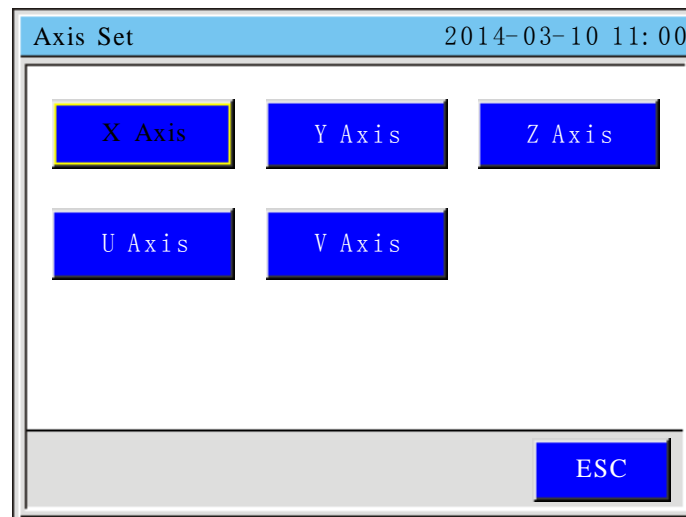 Axis Set 2014-03-10 11:00
X Axis Y Axis Z Axis
U Axis V Axis
ESC